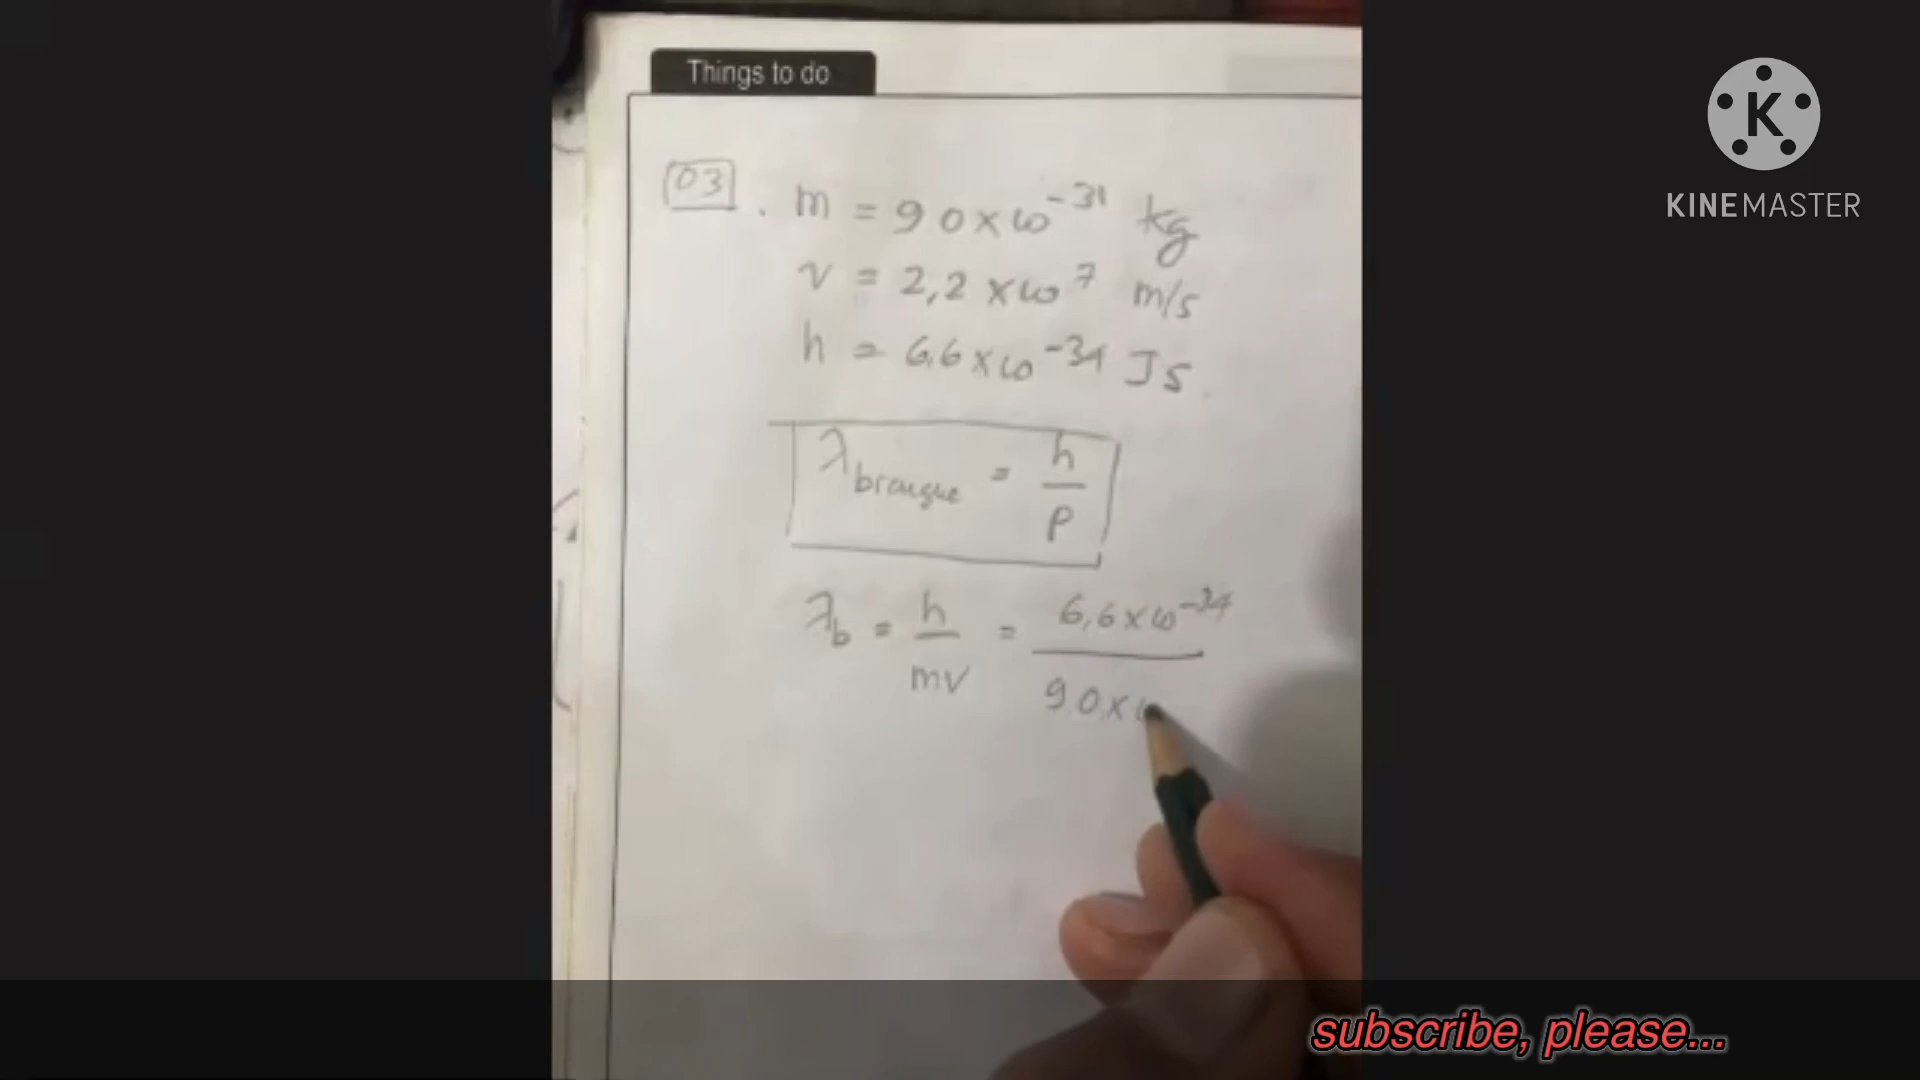 Things to do
03 . m = 9.0 x 10^-31 kg
v = 2,2 x 10^7 m/s
h = 6.6 x 10^-34 Js.
λ = h/p
λb = h/mv = 6,6 x 10^-34 / 9.0 x 10
KINEMASTER
subscribe, please...